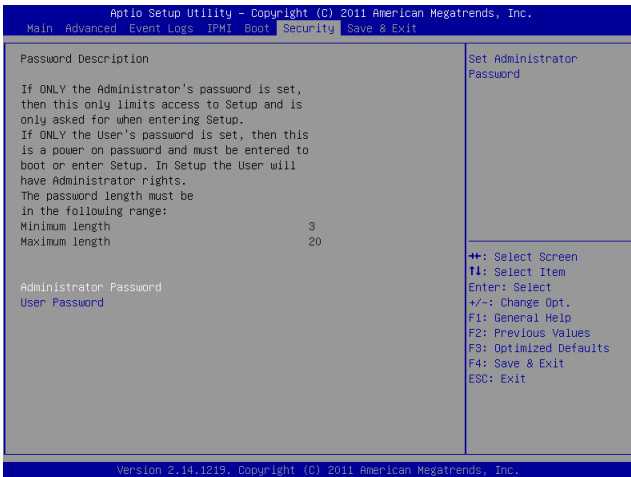 Aptio Setup Utility – Copyright (C) 2011 American Megatrends, Inc.
Main Advanced Event Logs IPMI Boot Security Save & Exit
Password Description
If ONLY the Administrator's password is set,
then this only limits access to Setup and is
only asked for when entering Setup.
If ONLY the User's password is set, then this
is a power on password and must be entered to
boot or enter Setup. In Setup the User will
have Administrator rights.
The password length must be
in the following range:
Minimum length 3
Maximum length 20
Administrator Password
User Password
Set Administrator
Password
→←: Select Screen
↑↓: Select Item
Enter: Select
+/-: Change Opt.
F1: General Help
F2: Previous Values
F3: Optimized Defaults
F4: Save & Exit
ESC: Exit
Version 2.14.1219. Copyright (C) 2011 American Megatrends, Inc.